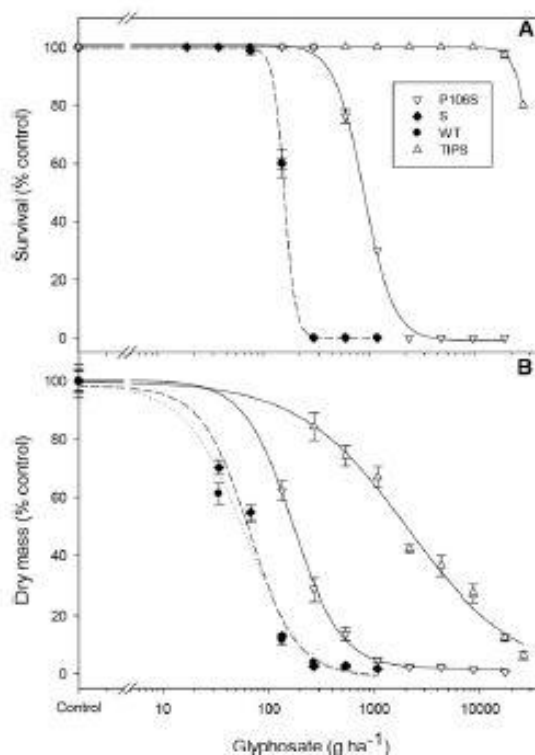 A
100
80
60
40
20
0
Survival (% control)
P106S
S
WT
TIPS
B
100
80
60
40
20
0
Dry mass (% control)
Control
10
100
1000
10000
Glyphosate (g ha⁻¹)